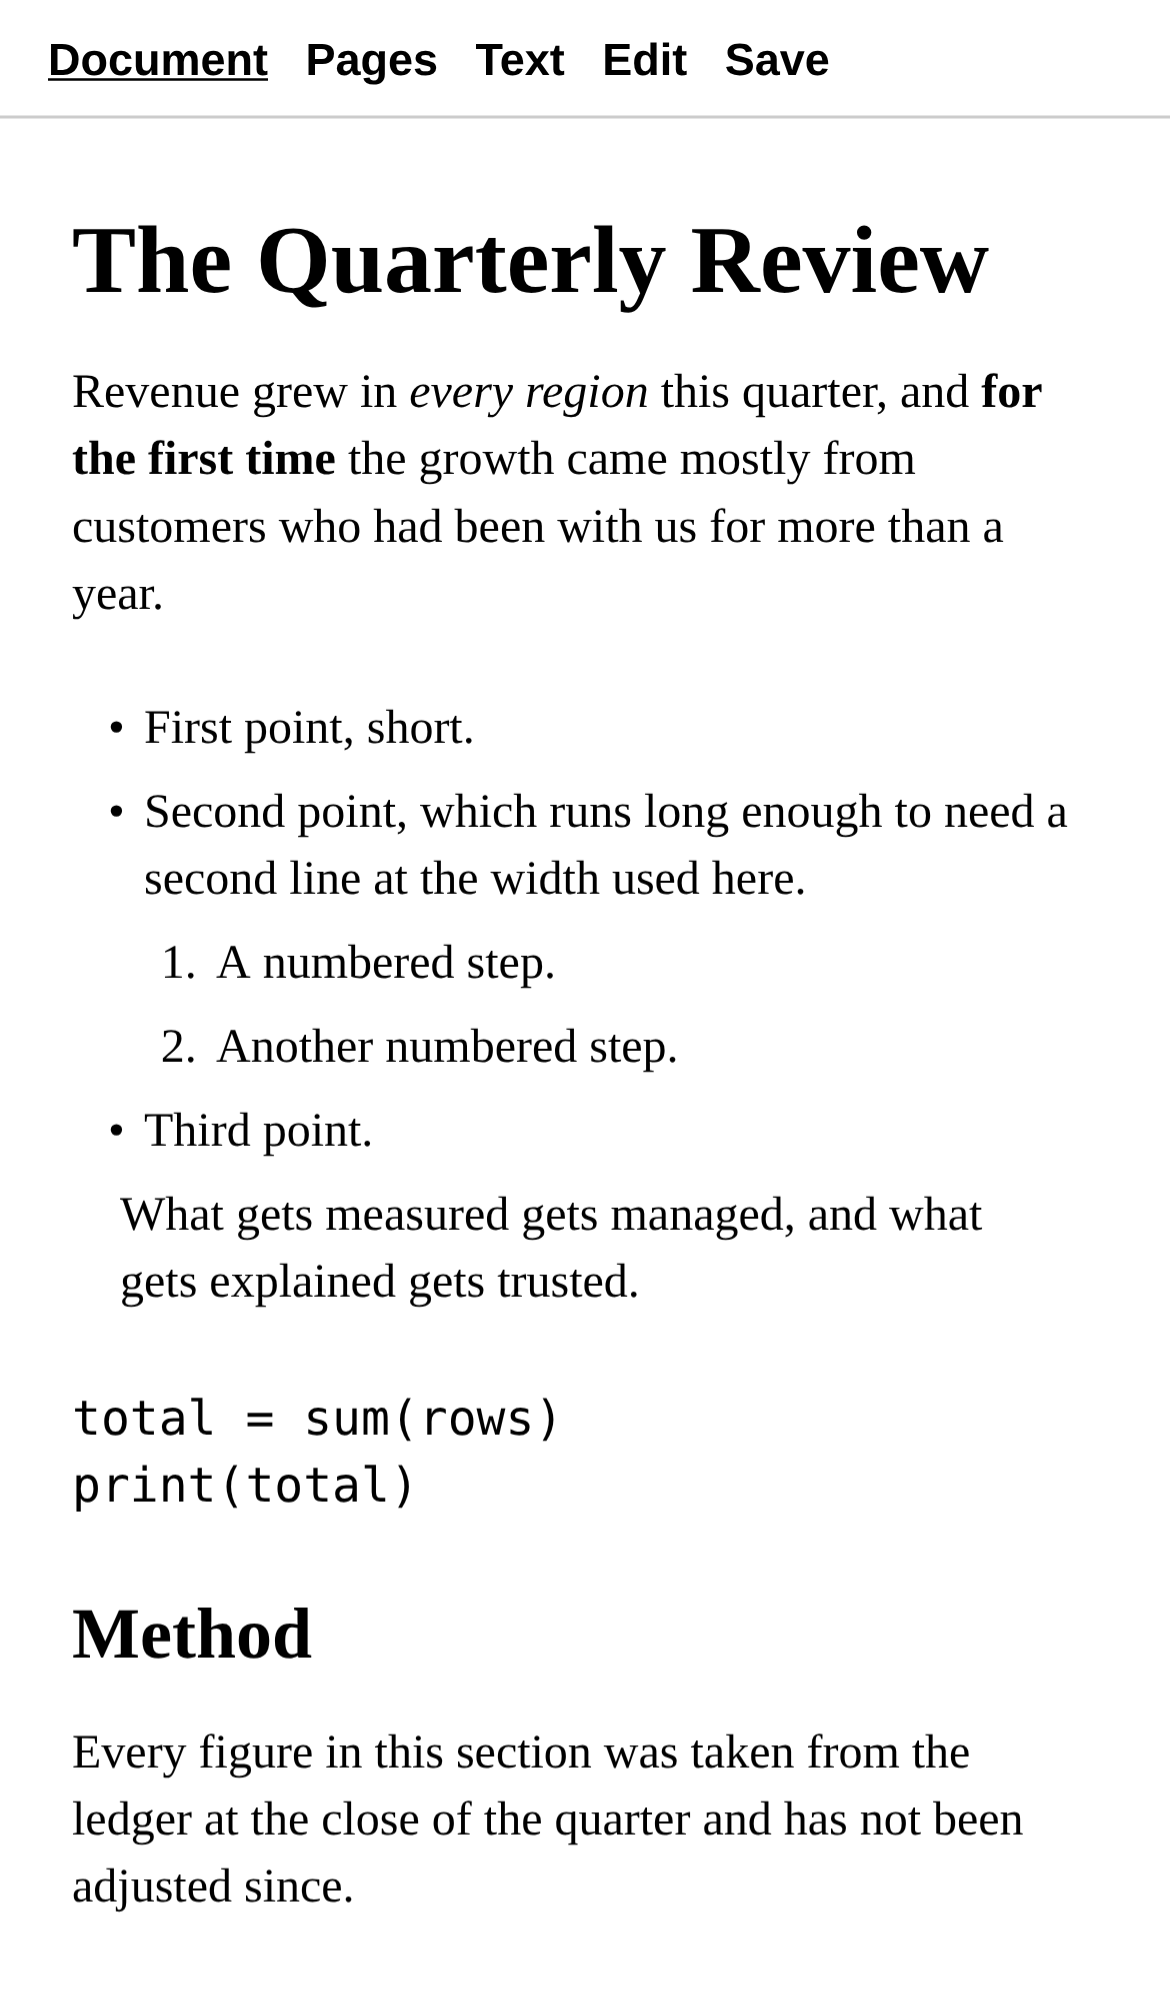 Document Pages Text Edit Save
The Quarterly Review
Revenue grew in every region this quarter, and for
the first time the growth came mostly from
customers who had been with us for more than a
year.
• First point, short.
• Second point, which runs long enough to need a
second line at the width used here.
1. A numbered step.
2. Another numbered step.
• Third point.
What gets measured gets managed, and what
gets explained gets trusted.
total = sum(rows)
print(total)
Method
Every figure in this section was taken from the
ledger at the close of the quarter and has not been
adjusted since.